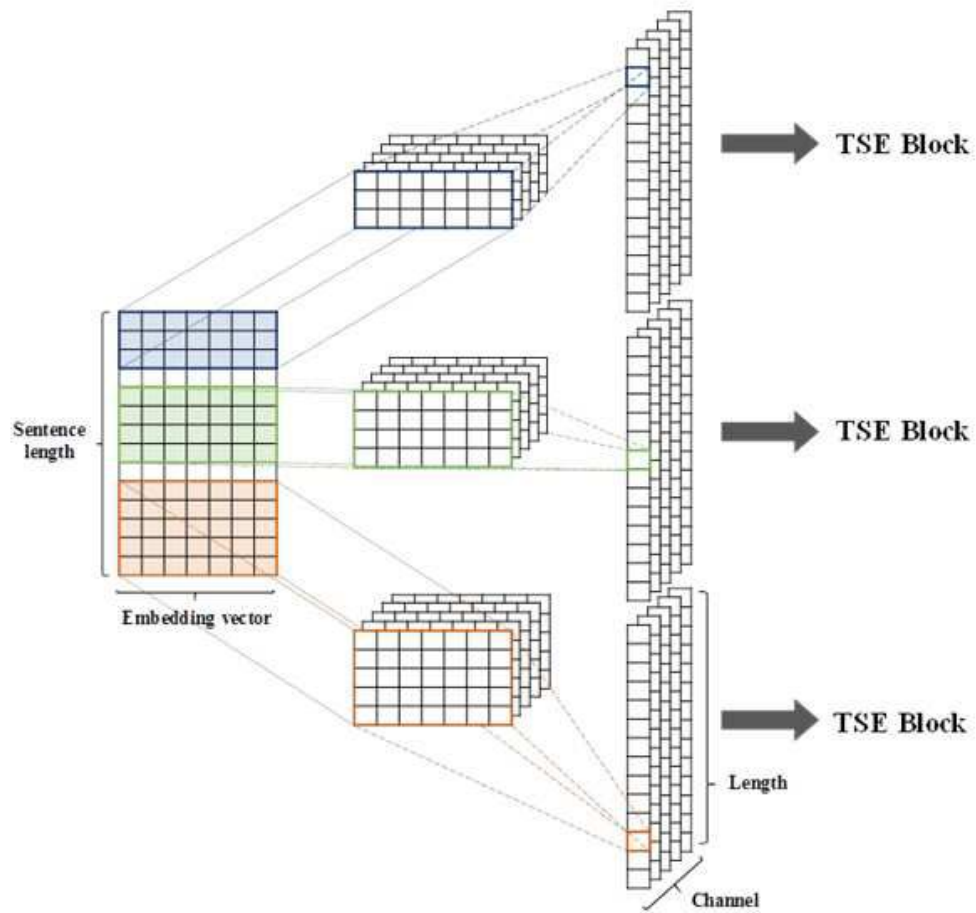 TSE Block
Sentence
length
TSE Block
Embedding vector
TSE Block
Length
Channel